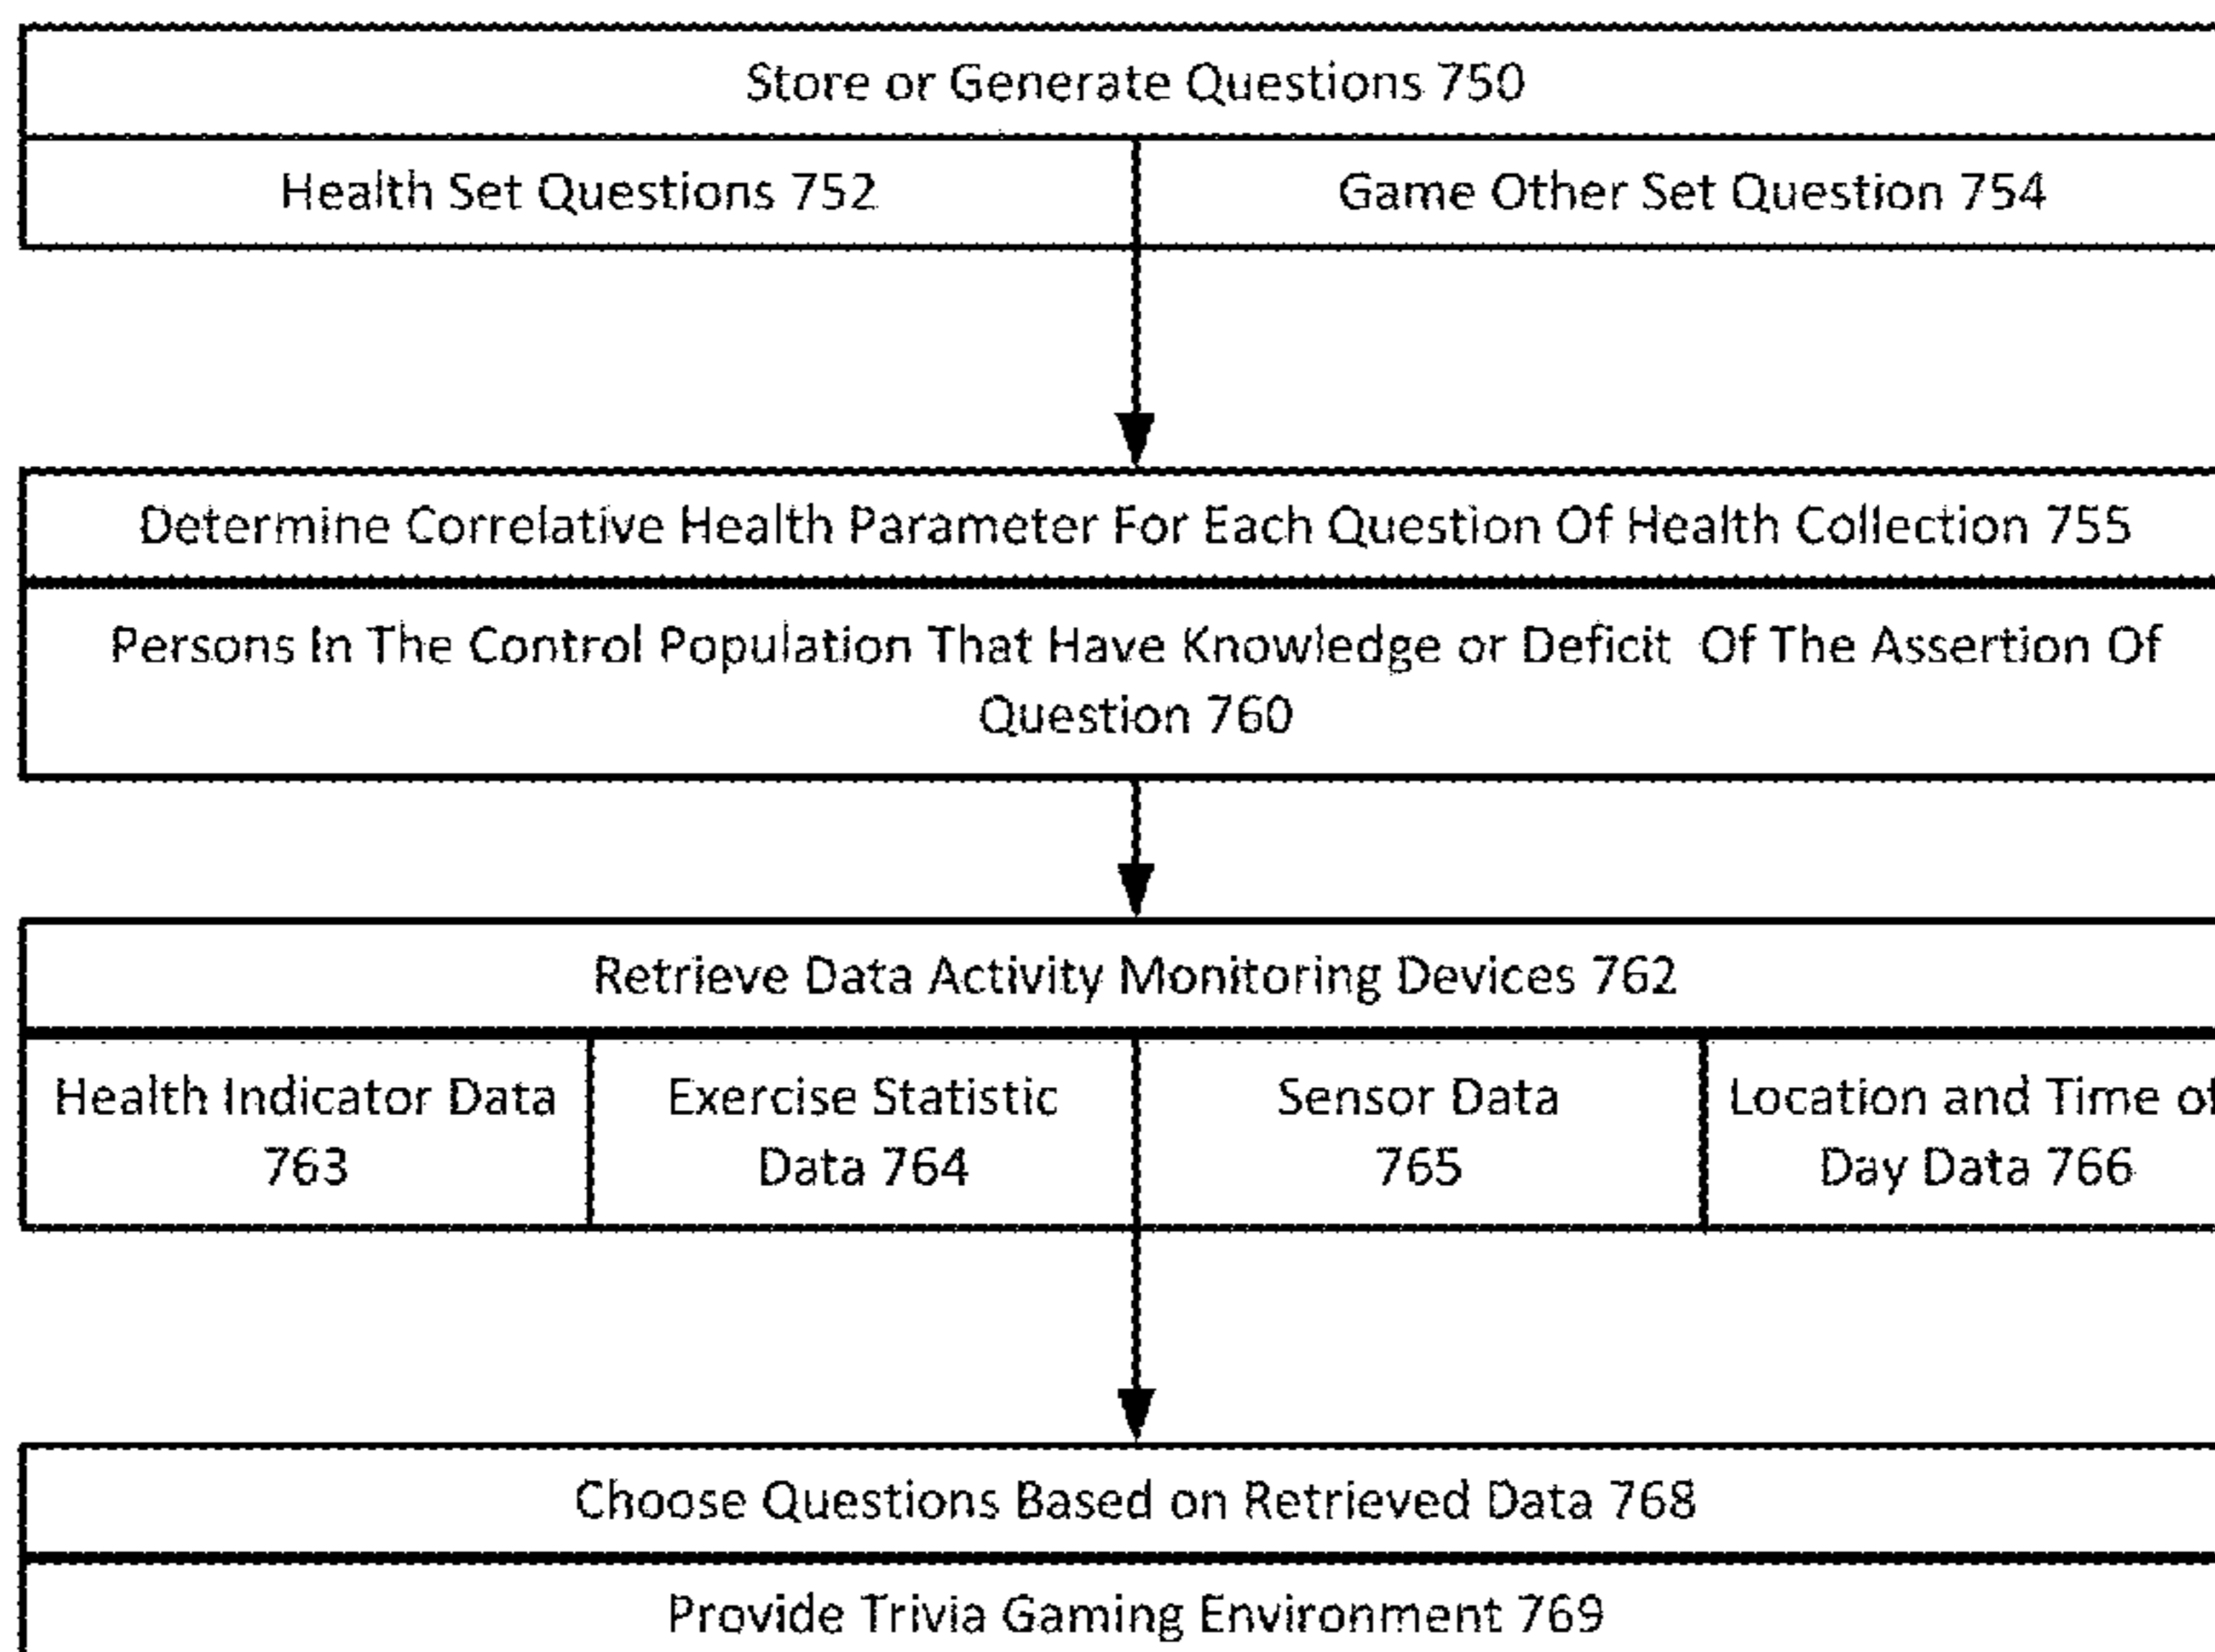 Store or Generate Questions 750
Health Set Questions 752
Game Other Set Question 754
Determine Correlative Health Parameter For Each Question Of Health Collection 755
Persons In The Control Population That Have Knowledge or Deficit Of The Assertion Of
Question 760
Retrieve Data Activity Monitoring Devices 762
Health Indicator Data
763
Exercise Statistic
Data 764
Sensor Data
765
Location and Time of
Day Data 766
Choose Questions Based on Retrieved Data 768
Provide Trivia Gaming Environment 769